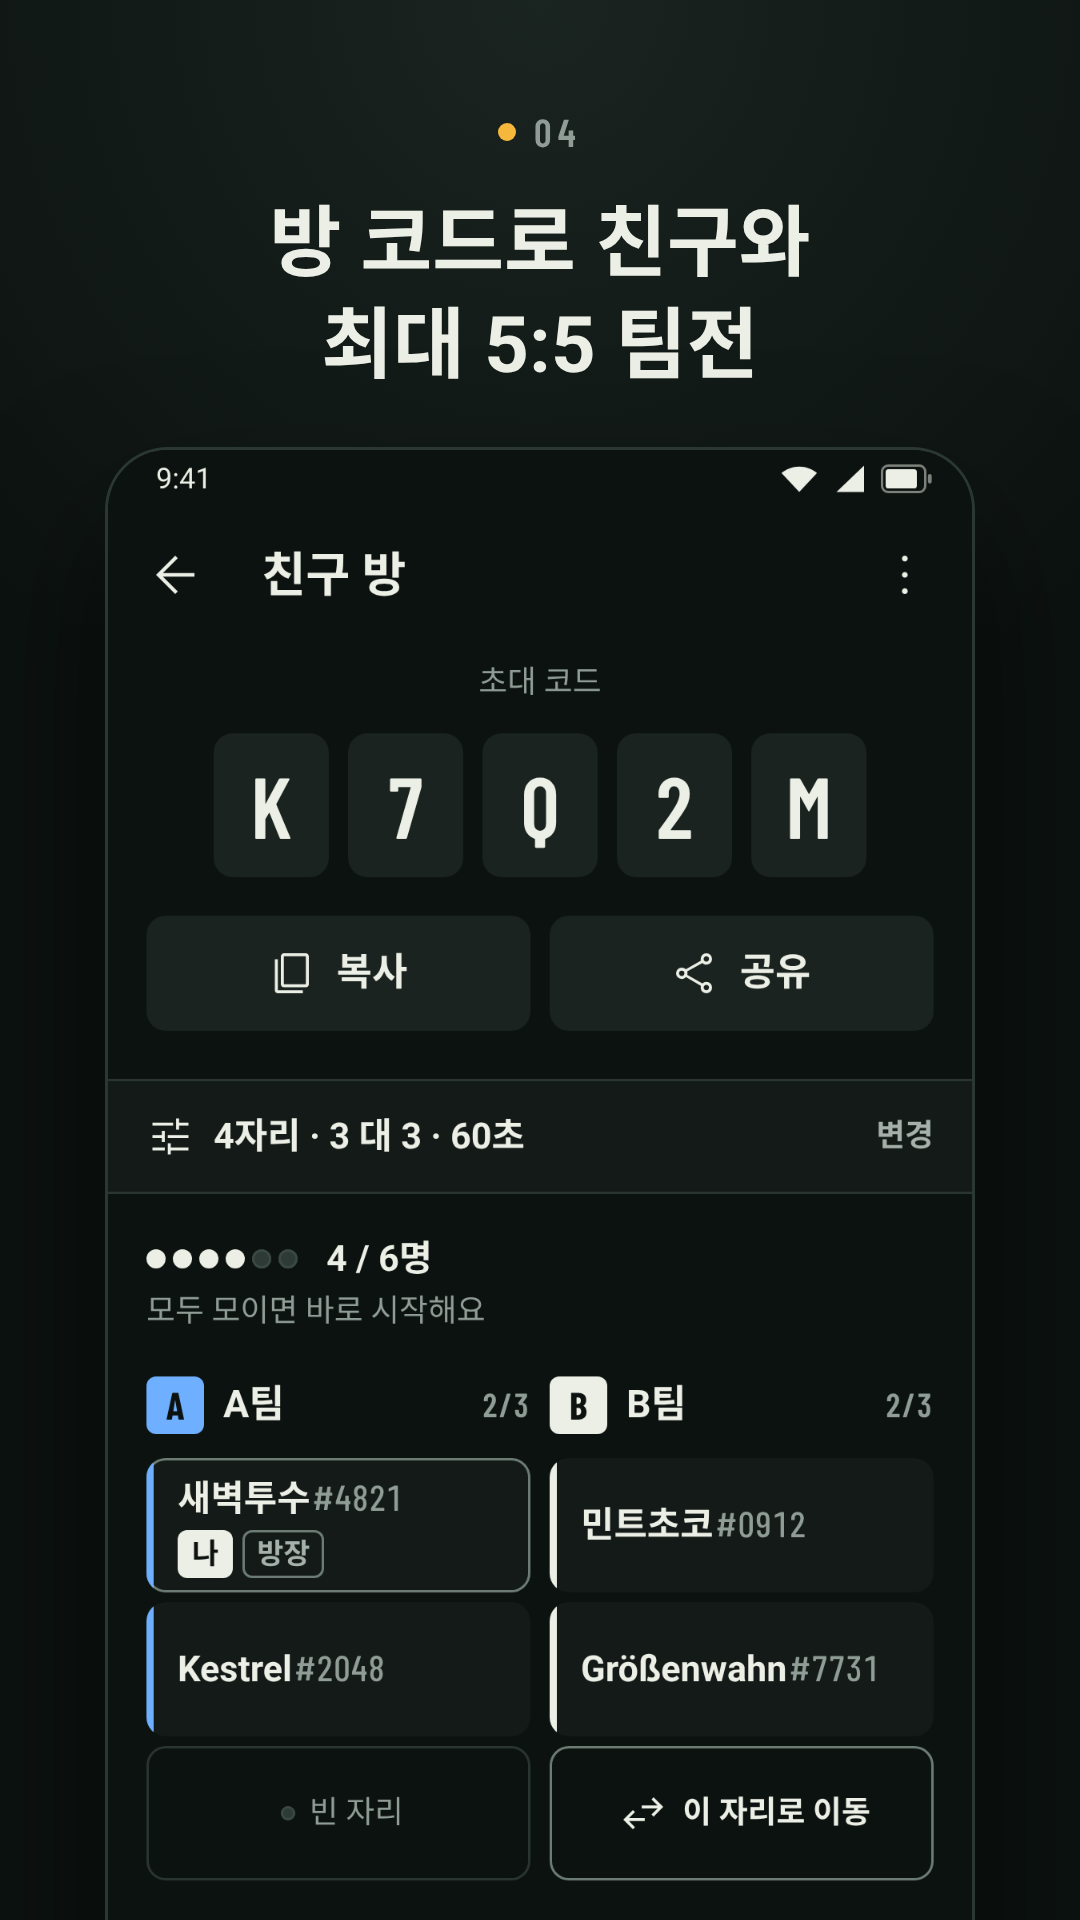 04
방 코드로 친구와
최대 5:5 팀전
9:41
친구 방
초대 코드
K 7 Q 2 M
복사 공유
4자리 · 3 대 3 · 60초 변경
4 / 6명
모두 모이면 바로 시작해요
A A팀 2/3 B B팀 2/3
새벽투수#4821
나 방장
민트초코#0912
Kestrel#2048 Größenwahn#7731
빈 자리 이 자리로 이동